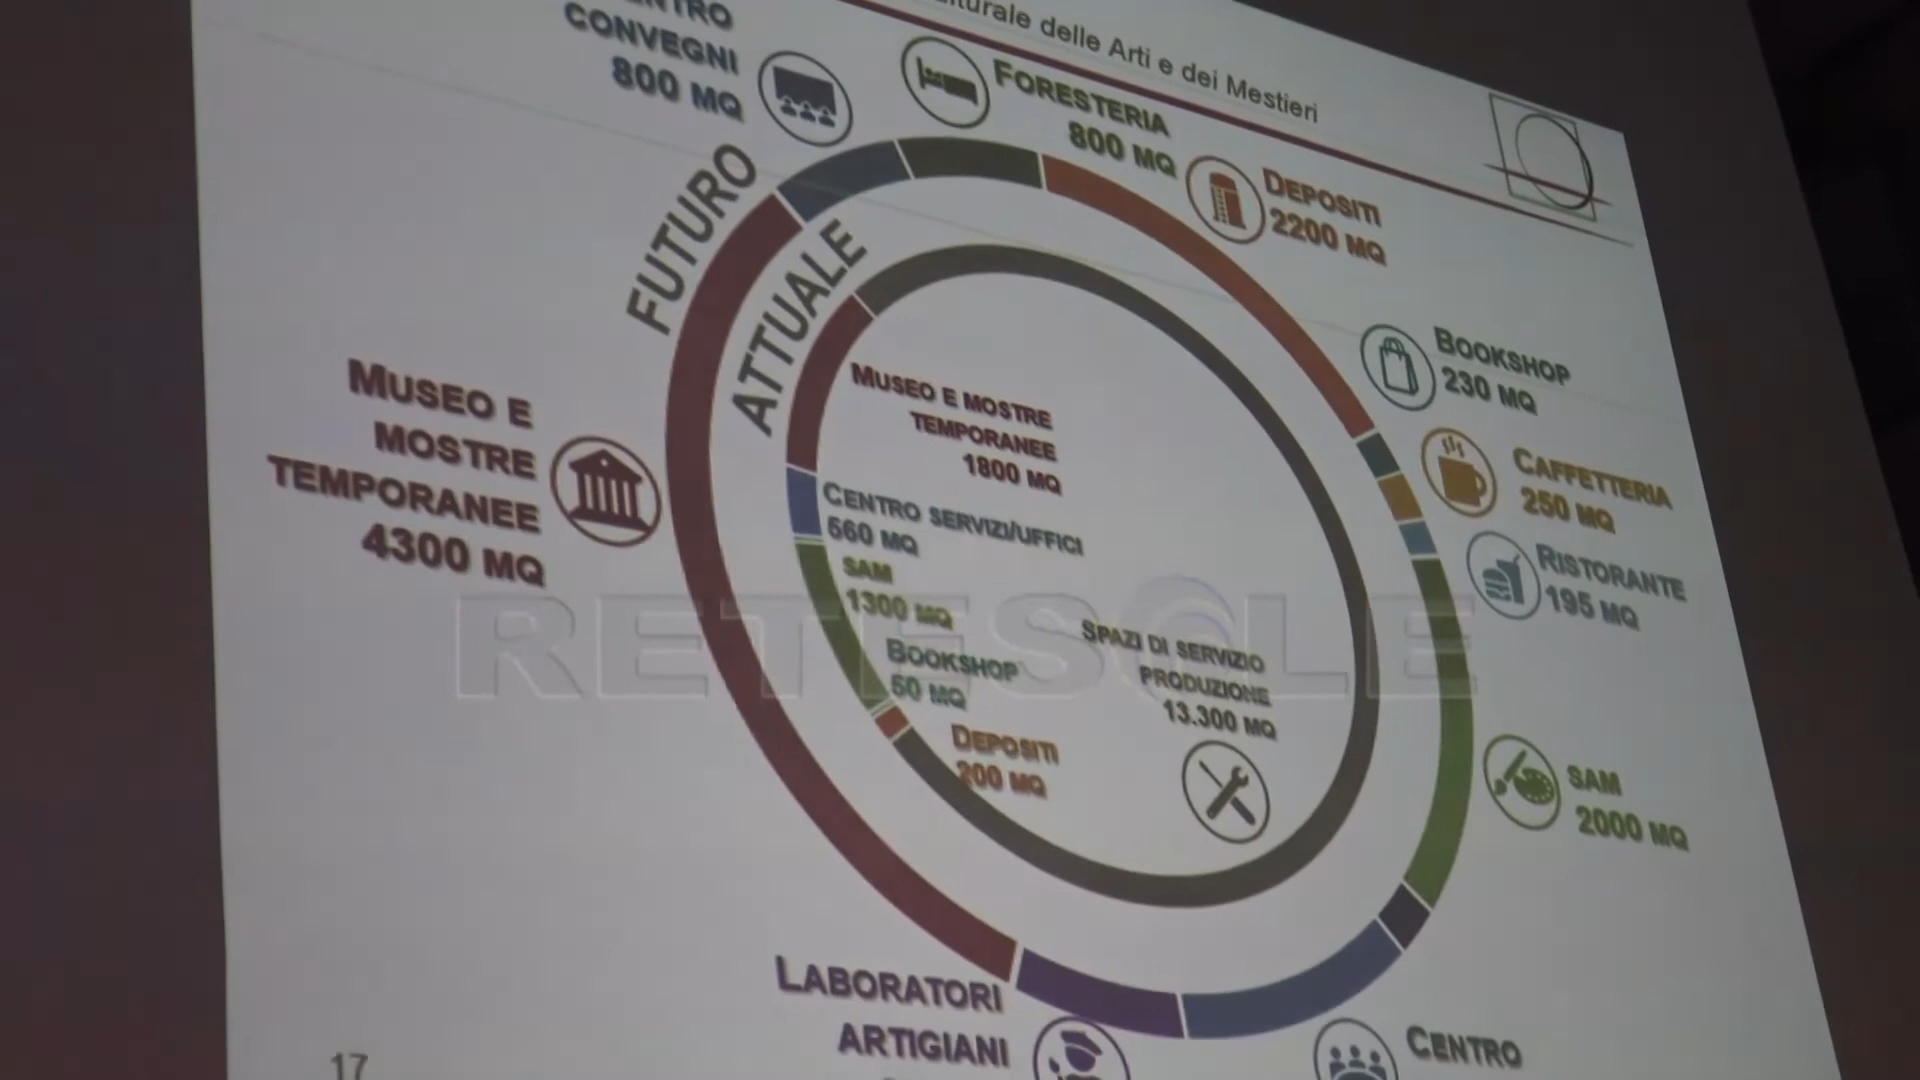 delle Arti e dei Mestieri
CONVEGNI
800 MQ
FORESTERIA
800 MQ
DEPOSITI
2200 MQ
FUTURO
ATTUALE
BOOKSHOP
230 MQ
CAFFETTERIA
250 MQ
RISTORANTE
195 MQ
MUSEO E
MOSTRE
TEMPORANEE
4300 MQ
MUSEO E MOSTRE
TEMPORANEE
1800 MQ
CENTRO SERVIZI/UFFICI
560 MQ
SAM
1300 MQ
BOOKSHOP
50 MQ
DEPOSITI
200 MQ
SPAZI DI SERVIZIO
PRODUZIONE
13.300 MQ
RETESOLE
SAM
2000 MQ
LABORATORI
ARTIGIANI
CENTRO
17